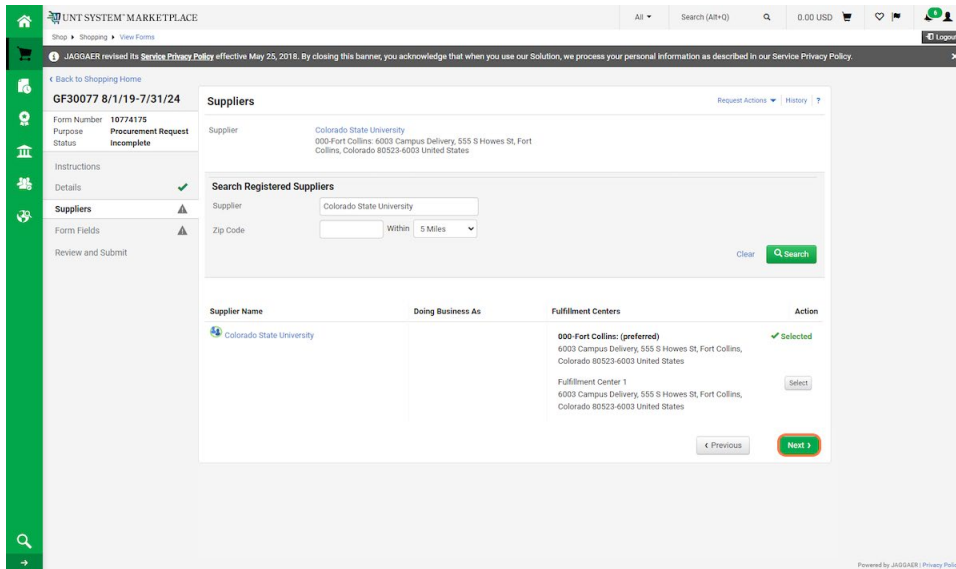 UNT SYSTEM™ MARKETPLACE
All
Search (Alt+Q)
0.00 USD
6
Shop Shopping View Forms
Logout
JAGGAER revised its Service Privacy Policy effective May 25, 2018. By closing this banner, you acknowledge that when you use our Solution, we process your personal information as described in our Service Privacy Policy.
Back to Shopping Home
GF30077 8/1/19-7/31/24
Form Number 10774175
Purpose Procurement Request
Status Incomplete
Instructions
Details
Suppliers
Form Fields
Review and Submit
Suppliers
Request Actions History ?
Supplier
Colorado State University
000-Fort Collins: 6003 Campus Delivery, 555 S Howes St, Fort
Collins, Colorado 80523-6003 United States
Search Registered Suppliers
Supplier Colorado State University
Zip Code Within 5 Miles
Clear Search
Supplier Name Doing Business As Fulfillment Centers Action
Colorado State University
000-Fort Collins: (preferred) Selected
6003 Campus Delivery, 555 S Howes St, Fort Collins,
Colorado 80523-6003 United States
Fulfillment Center 1 Select
6003 Campus Delivery, 555 S Howes St, Fort Collins,
Colorado 80523-6003 United States
Previous Next
Powered by JAGGAER | Privacy